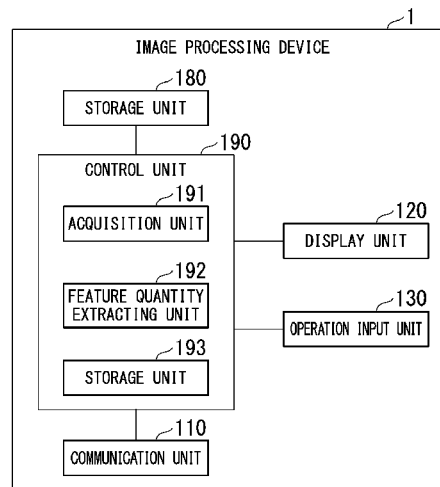 1
IMAGE PROCESSING DEVICE
180
STORAGE UNIT
190
CONTROL UNIT
191
ACQUISITION UNIT
120
DISPLAY UNIT
192
FEATURE QUANTITY
EXTRACTING UNIT
130
OPERATION INPUT UNIT
193
STORAGE UNIT
110
COMMUNICATION UNIT